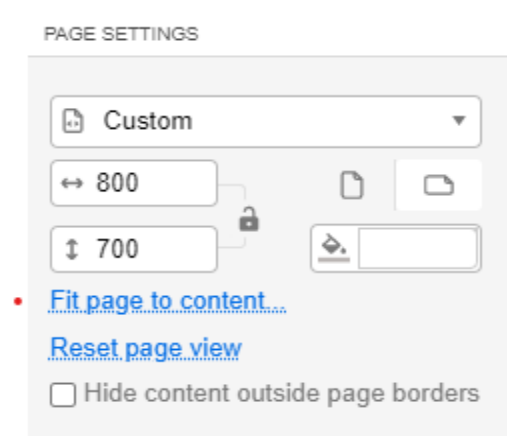 PAGE SETTINGS
Custom
800
700
Fit page to content...
Reset page view
Hide content outside page borders